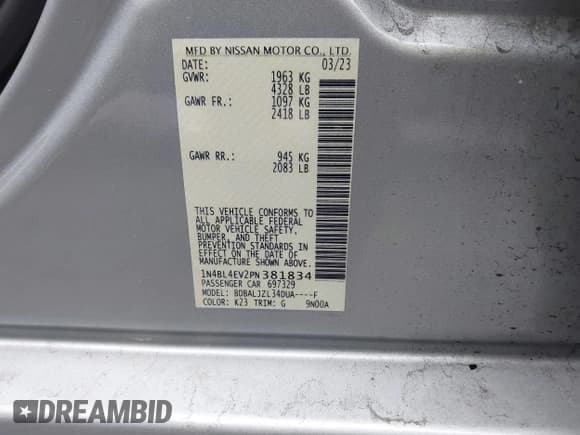 MFD BY NISSAN MOTOR CO., LTD.
DATE: 03/23
GVWR: 1963 KG
4328 LB
GAWR FR.: 1097 KG
2418 LB
GAWR RR.: 945 KG
2083 LB
THIS VEHICLE CONFORMS TO
ALL APPLICABLE FEDERAL
MOTOR VEHICLE SAFETY,
BUMPER, AND THEFT
PREVENTION STANDARDS IN
EFFECT ON THE DATE OF
MANUFACTURE SHOWN ABOVE.
1N4BL4EV2PN381834
PASSENGER CAR 697329
MODEL: BDBALJZL34DUA----F
COLOR: K23 TRIM: G 9N00A
DREAMBID